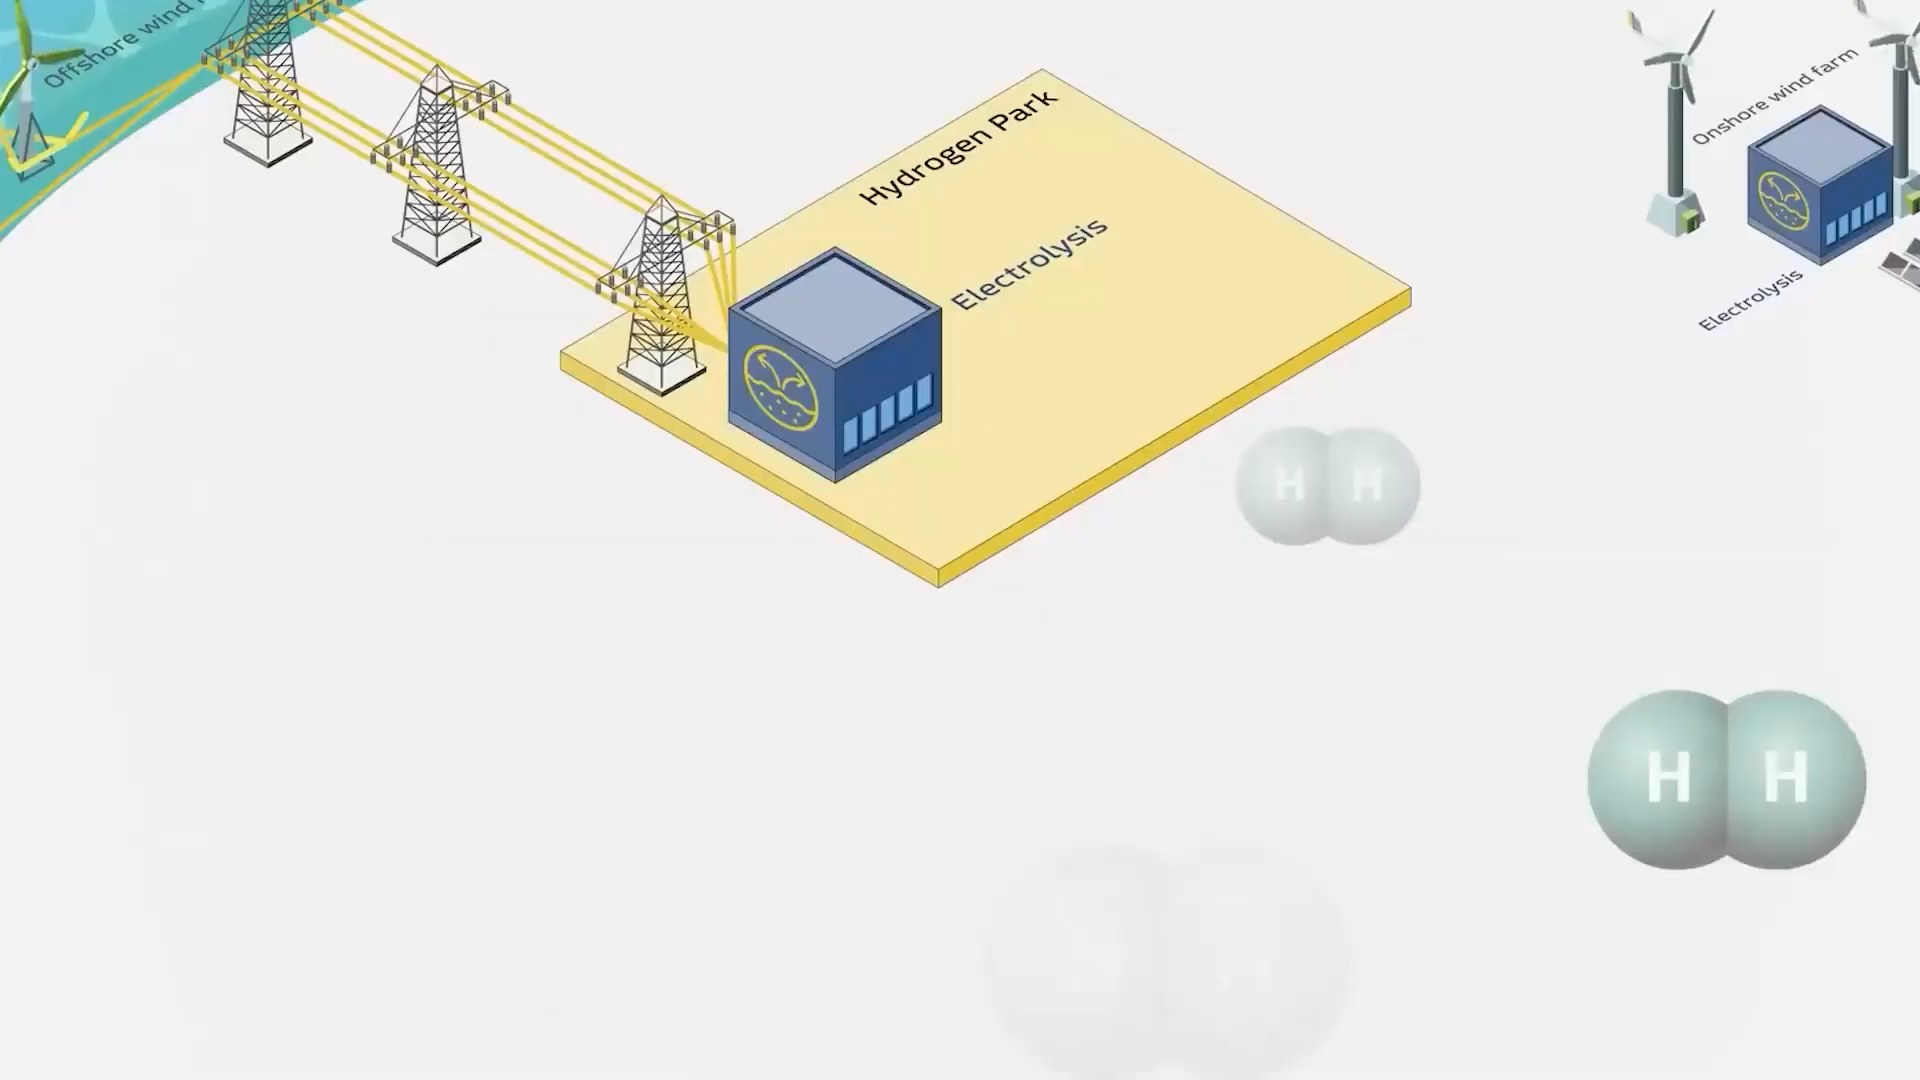 Offshore wind
Hydrogen Park
Electrolysis
Onshore wind farm
Electrolysis
H H
H H
H H